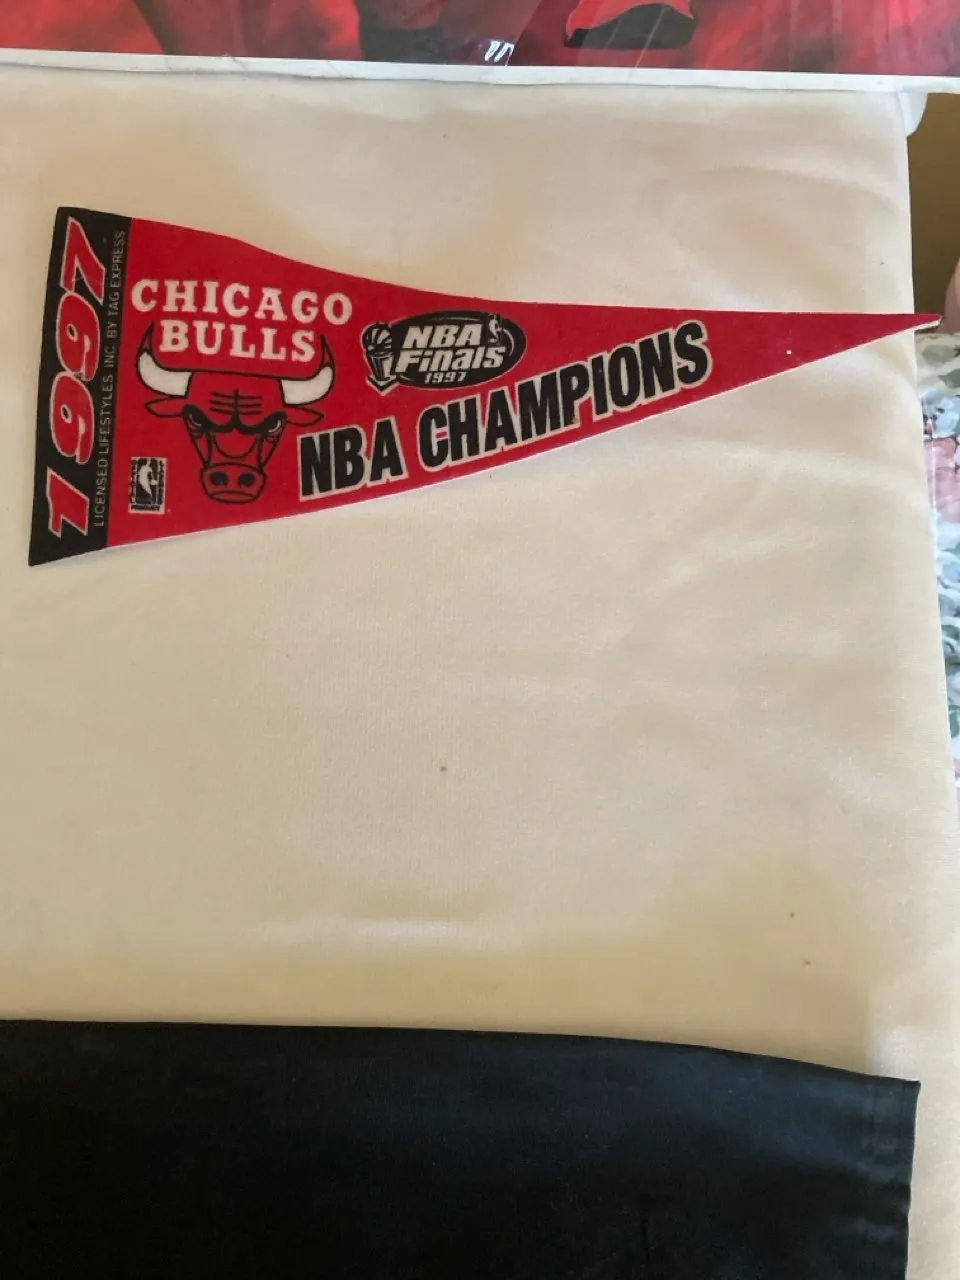 1997
LICENSED LIFESTYLES INC. BY TAG EXPRESS
CHICAGO
BULLS
NBA
Finals
1997
NBA CHAMPIONS